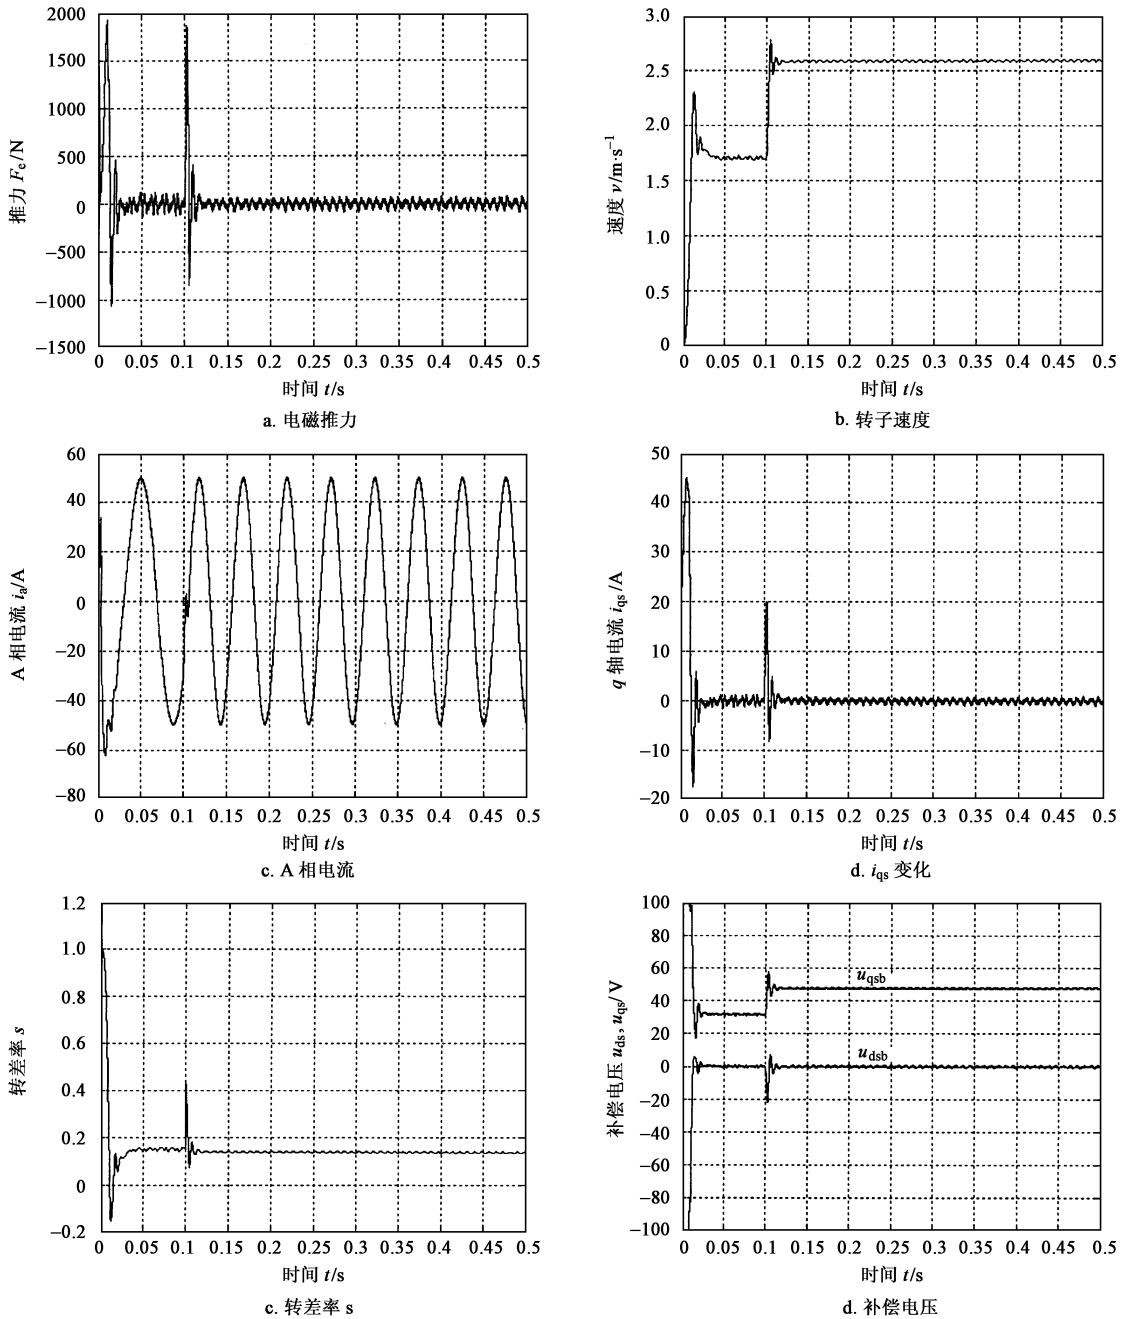 2000
1500
1000
500
0
−500
−1000
−1500
推力 Fe/N
0 0.05 0.1 0.15 0.2 0.25 0.3 0.35 0.4 0.45 0.5
时间 t/s
a. 电磁推力
3.0
2.5
2.0
1.5
1.0
0.5
0
速度 v/m·s−1
0 0.05 0.1 0.15 0.2 0.25 0.3 0.35 0.4 0.45 0.5
时间 t/s
b. 转子速度
60
40
20
0
−20
−40
−60
−80
A 相电流 ia/A
0 0.05 0.1 0.15 0.2 0.25 0.3 0.35 0.4 0.45 0.5
时间 t/s
c. A 相电流
50
40
30
20
10
0
−10
−20
q 轴电流 iqs/A
0 0.05 0.1 0.15 0.2 0.25 0.3 0.35 0.4 0.45 0.5
时间 t/s
d. iqs 变化
1.2
1.0
0.8
0.6
0.4
0.2
0
−0.2
转差率 s
0 0.05 0.1 0.15 0.2 0.25 0.3 0.35 0.4 0.45 0.5
时间 t/s
c. 转差率 s
100
80
60
40
20
0
−20
−40
−60
−80
−100
补偿电压 uds, uqs/V
uqsb
udsb
0 0.05 0.1 0.15 0.2 0.25 0.3 0.35 0.4 0.45 0.5
时间 t/s
d. 补偿电压